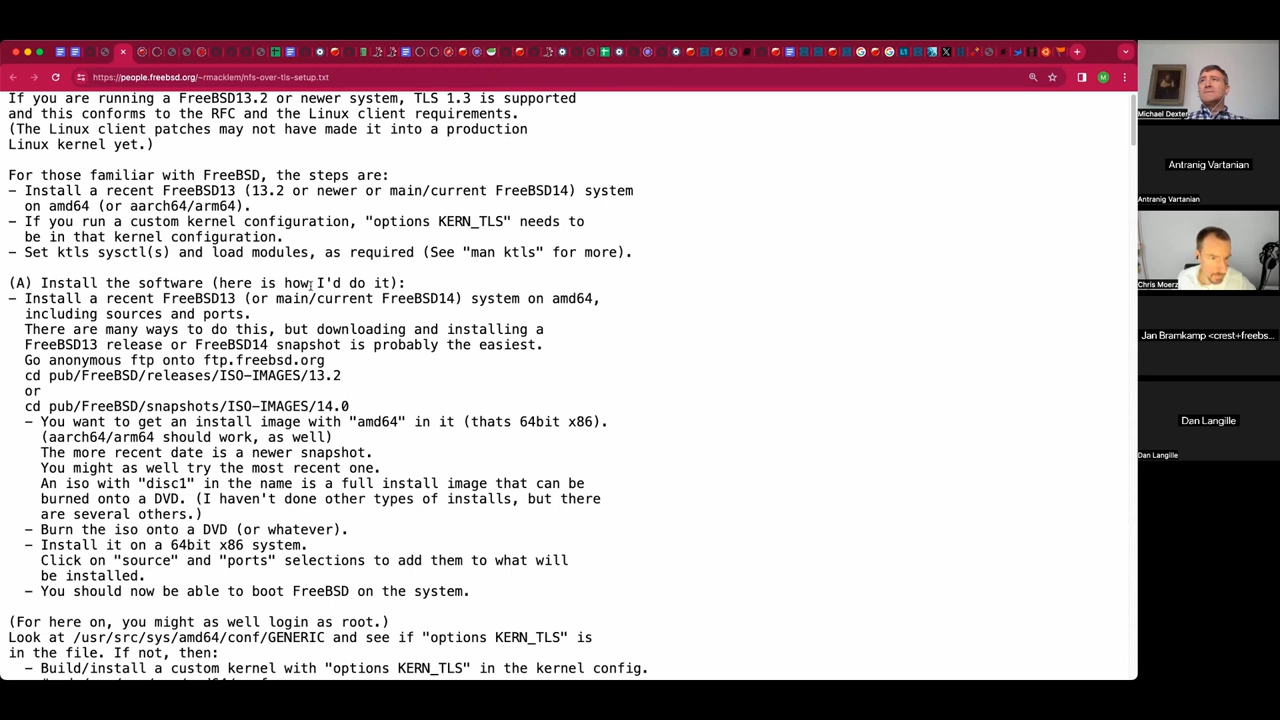 https://people.freebsd.org/~rmacklem/nfs-over-tls-setup.txt
If you are running a FreeBSD13.2 or newer system, TLS 1.3 is supported
and this conforms to the RFC and the Linux client requirements.
(The Linux client patches may not have made it into a production
Linux kernel yet.)
For those familiar with FreeBSD, the steps are:
- Install a recent FreeBSD13 (13.2 or newer or main/current FreeBSD14) system
on amd64 (or aarch64/arm64).
- If you run a custom kernel configuration, "options KERN_TLS" needs to
be in that kernel configuration.
- Set ktls sysctl(s) and load modules, as required (See "man ktls" for more).
(A) Install the software (here is how I'd do it):
- Install a recent FreeBSD13 (or main/current FreeBSD14) system on amd64,
including sources and ports.
There are many ways to do this, but downloading and installing a
FreeBSD13 release or FreeBSD14 snapshot is probably the easiest.
Go anonymous ftp onto ftp.freebsd.org
cd pub/FreeBSD/releases/ISO-IMAGES/13.2
or
cd pub/FreeBSD/snapshots/ISO-IMAGES/14.0
- You want to get an install image with "amd64" in it (thats 64bit x86).
(aarch64/arm64 should work, as well)
The more recent date is a newer snapshot.
You might as well try the most recent one.
An iso with "disc1" in the name is a full install image that can be
burned onto a DVD. (I haven't done other types of installs, but there
are several others.)
- Burn the iso onto a DVD (or whatever).
- Install it on a 64bit x86 system.
Click on "source" and "ports" selections to add them to what will
be installed.
- You should now be able to boot FreeBSD on the system.
(For here on, you might as well login as root.)
Look at /usr/src/sys/amd64/conf/GENERIC and see if "options KERN_TLS" is
in the file. If not, then:
- Build/install a custom kernel with "options KERN_TLS" in the kernel config.
M
Michael Dexter
Antranig Vartanian
Antranig Vartanian
Chris Moerz
Jan Bramkamp <crest+freebs...
Dan Langille
Dan Langille